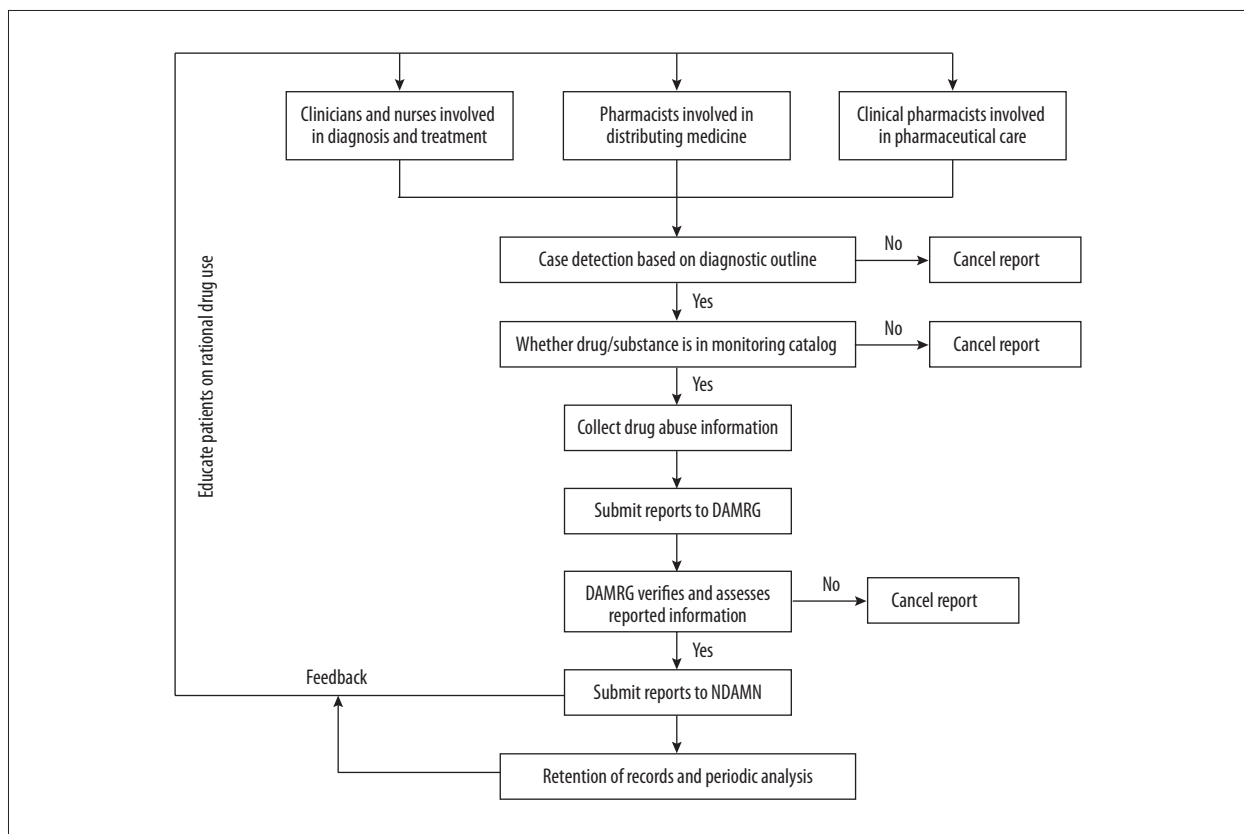 Clinicians and nurses involved
in diagnosis and treatment
Pharmacists involved in
distributing medicine
Clinical pharmacists involved
in pharmaceutical care
Case detection based on diagnostic outline
No
Cancel report
Yes
Whether drug/substance is in monitoring catalog
No
Cancel report
Yes
Collect drug abuse information
Educate patients on rational drug use
Submit reports to DAMRG
DAMRG verifies and assesses
reported information
No
Cancel report
Yes
Feedback
Submit reports to NDAMN
Retention of records and periodic analysis